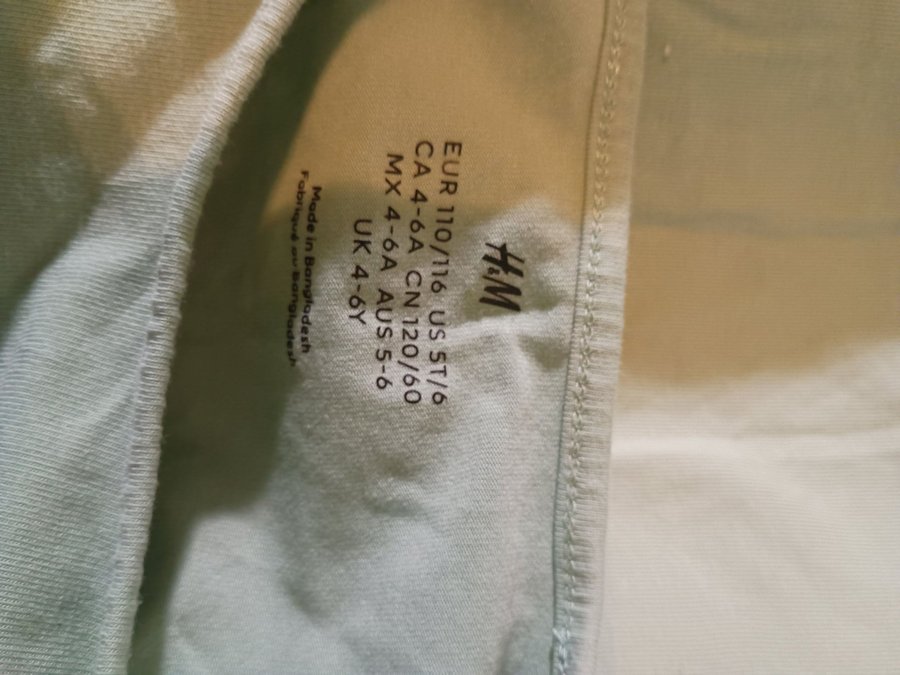 H&M
EUR 110/116 US 5T/6
CA 4-6A CN 120/60
MX 4-6A AUS 5-6
UK 4-6Y
Made in Bangladesh
Fabriqué au Bangladesh